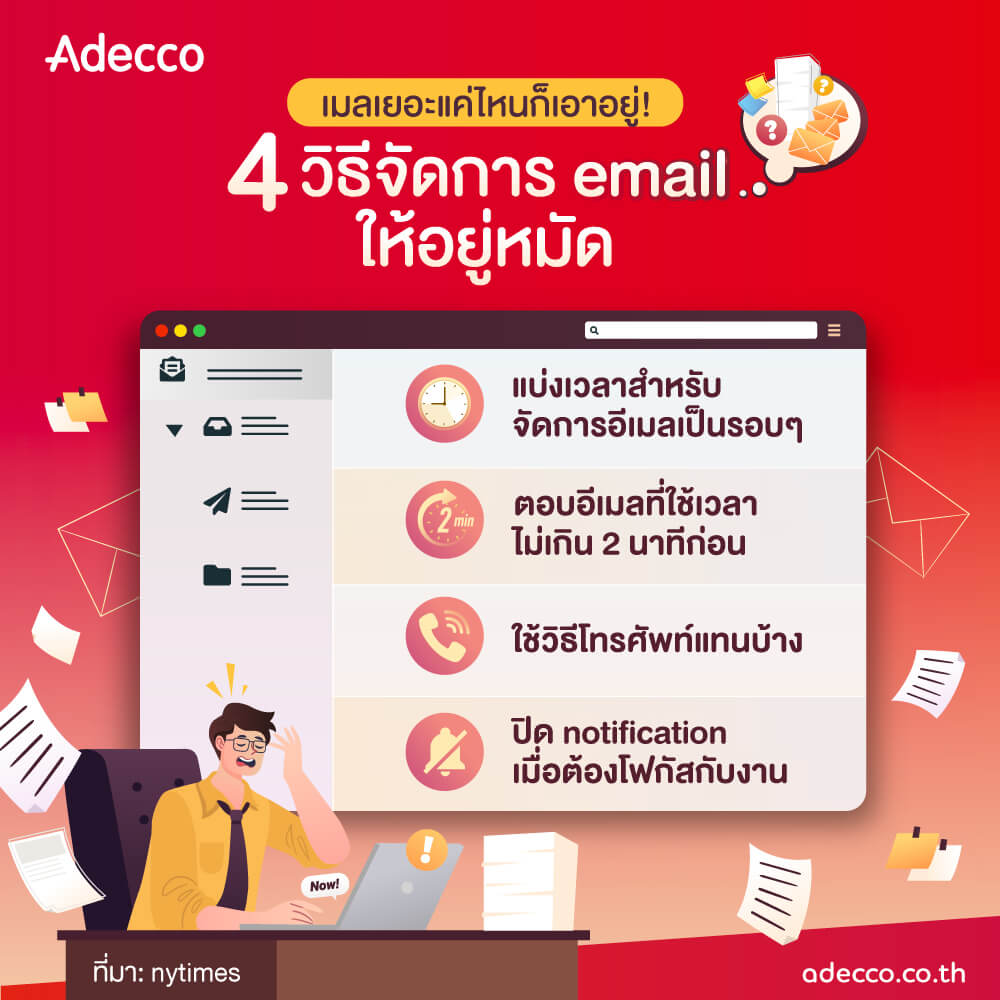 Adecco
เมลเยอะแค่ไหนก็เอาอยู่!
4 วิธีจัดการ email
ให้อยู่หมัด
?
?
แบ่งเวลาสำหรับ
จัดการอีเมลเป็นรอบๆ
2 min
ตอบอีเมลที่ใช้เวลา
ไม่เกิน 2 นาทีก่อน
ใช้วิธีโทรศัพท์แทนบ้าง
ปิด notification
เมื่อต้องโฟกัสกับงาน
!
Now!
ที่มา: nytimes
adecco.co.th